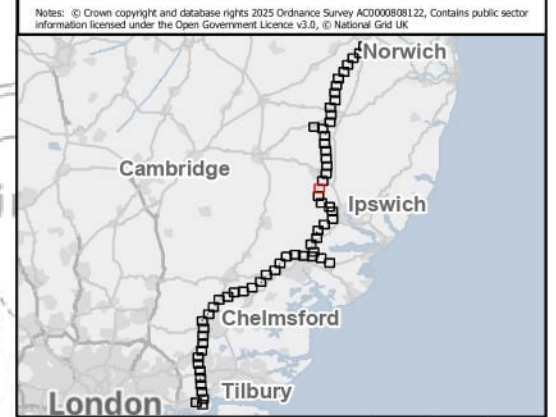 Notes: © Crown copyright and database rights 2025 Ordnance Survey AC0000808122, Contains public sector
information licensed under the Open Government Licence v3.0, © National Grid UK
Norwich
Cambridge
Ipswich
Chelmsford
Tilbury
London